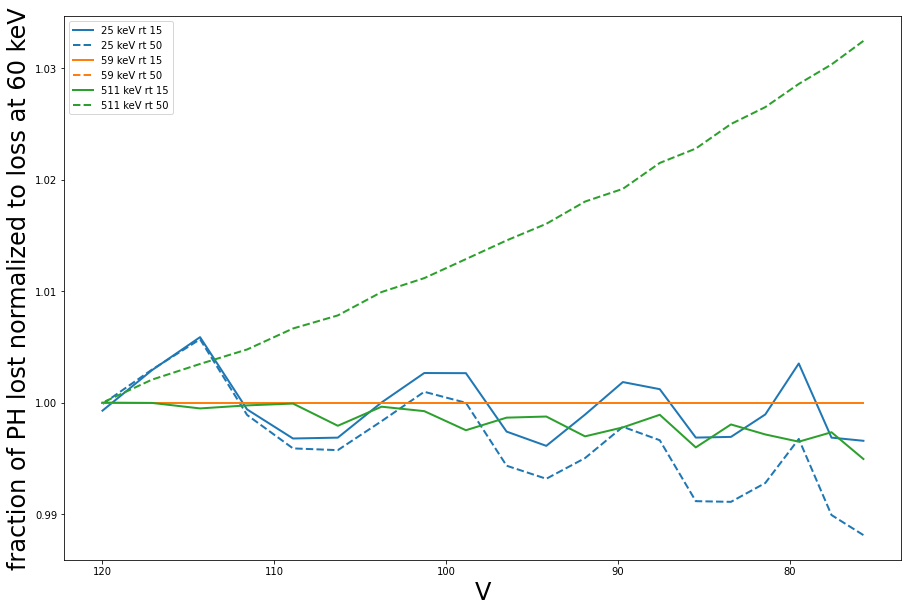 fraction of PH lost normalized to loss at 60 keV
25 keV rt 15
25 keV rt 50
59 keV rt 15
59 keV rt 50
511 keV rt 15
511 keV rt 50
1.03
1.02
1.01
1.00
0.99
120 110 100 90 80
V